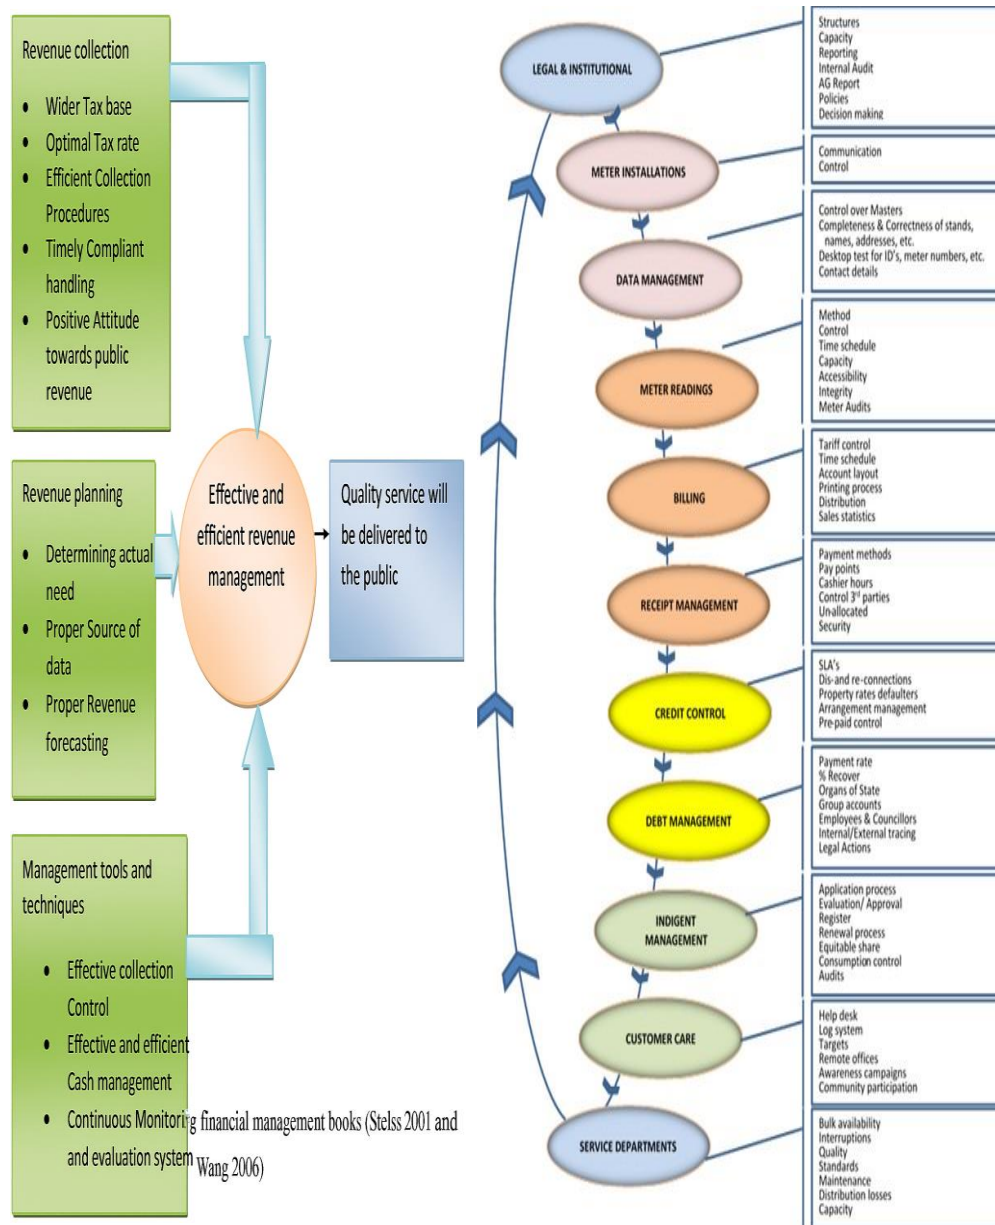 Revenue collection
• Wider Tax base
• Optimal Tax rate
• Efficient Collection
Procedures
• Timely Compliant
handling
• Positive Attitude
towards public
revenue
Revenue planning
• Determining actual
need
• Proper Source of
data
• Proper Revenue
forecasting
Management tools and
techniques
• Effective collection
Control
• Effective and efficient
Cash management
• Continuous Monitoring financial management books (Stelss 2001 and
and evaluation system Wang 2006)
Effective and
efficient revenue
management
Quality service will
be delivered to
the public
LEGAL & INSTITUTIONAL
Structures
Capacity
Reporting
Internal Audit
AG Report
Policies
Decision making
METER INSTALLATIONS
Communication
Control
DATA MANAGEMENT
Control over Masters
Completeness & Correctness of stands,
names, addresses, etc.
Desktop test for ID's, meter numbers, etc.
Contact details
METER READINGS
Method
Control
Time schedule
Capacity
Accessibility
Integrity
Meter Audits
BILLING
Tariff control
Time schedule
Account layout
Printing process
Distribution
Sales statistics
RECEIPT MANAGEMENT
Payment methods
Pay points
Cashier hours
Control 3rd parties
Un-allocated
Security
CREDIT CONTROL
SLA's
Dis-and re-connections
Property rates defaulters
Arrangement management
Pre-paid control
DEBT MANAGEMENT
Payment rate
% Recover
Organs of State
Group accounts
Employees & Councillors
Internal/External tracing
Legal Actions
INDIGENT
MANAGEMENT
Application process
Evaluation/ Approval
Register
Renewal process
Equitable share
Consumption control
Audits
CUSTOMER CARE
Help desk
Log system
Targets
Remote offices
Awareness campaigns
Community participation
SERVICE DEPARTMENTS
Bulk availability
Interruptions
Quality
Standards
Maintenance
Distribution losses
Capacity